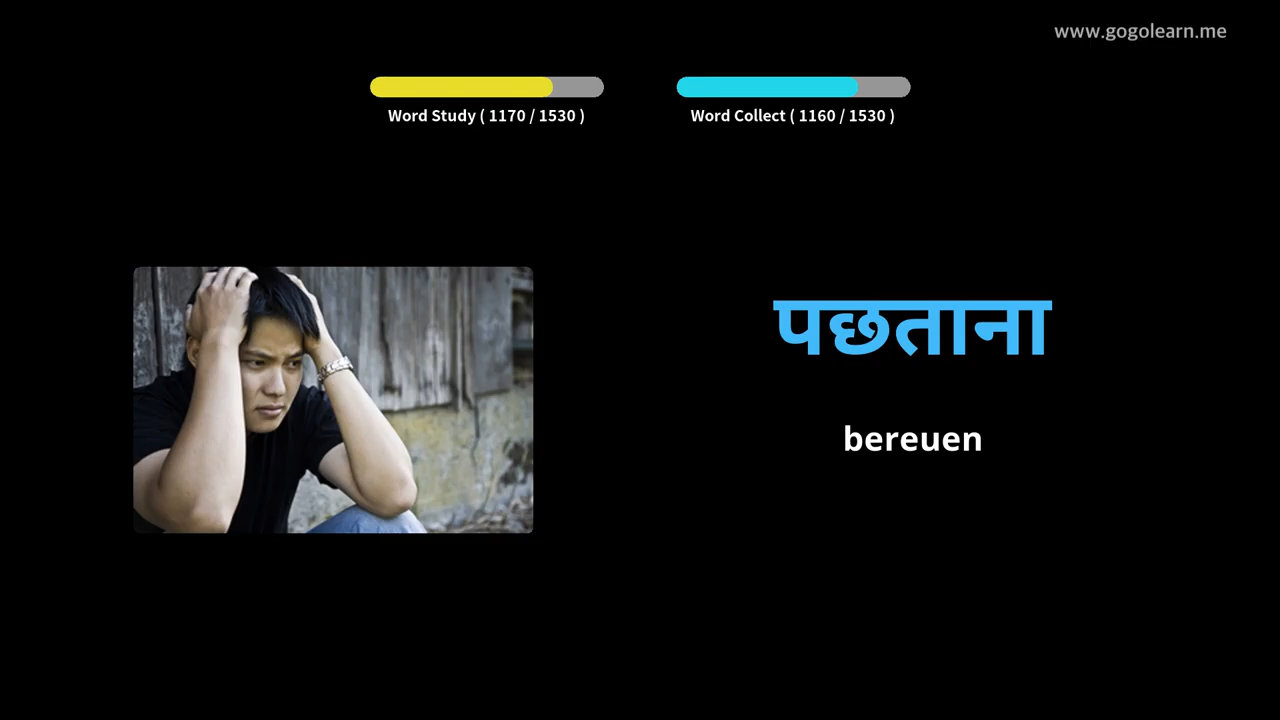 www.gogolearn.me
Word Study ( 1170 / 1530 )
Word Collect ( 1160 / 1530 )
पछताना
bereuen